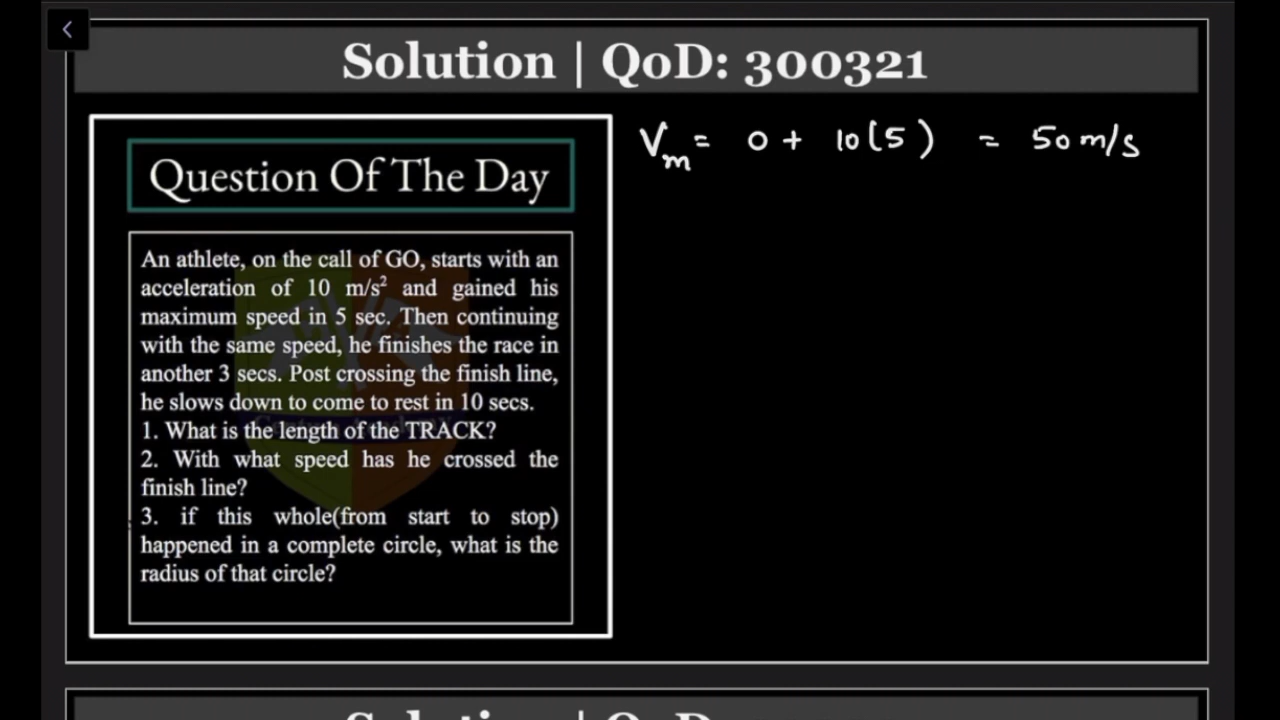 Solution | QoD: 300321
Question Of The Day
V_m = 0 + 10(5) = 50 m/s
An athlete, on the call of GO, starts with an
acceleration of 10 m/s² and gained his
maximum speed in 5 sec. Then continuing
with the same speed, he finishes the race in
another 3 secs. Post crossing the finish line,
he slows down to come to rest in 10 secs.
1. What is the length of the TRACK?
2. With what speed has he crossed the
finish line?
3. if this whole(from start to stop)
happened in a complete circle, what is the
radius of that circle?